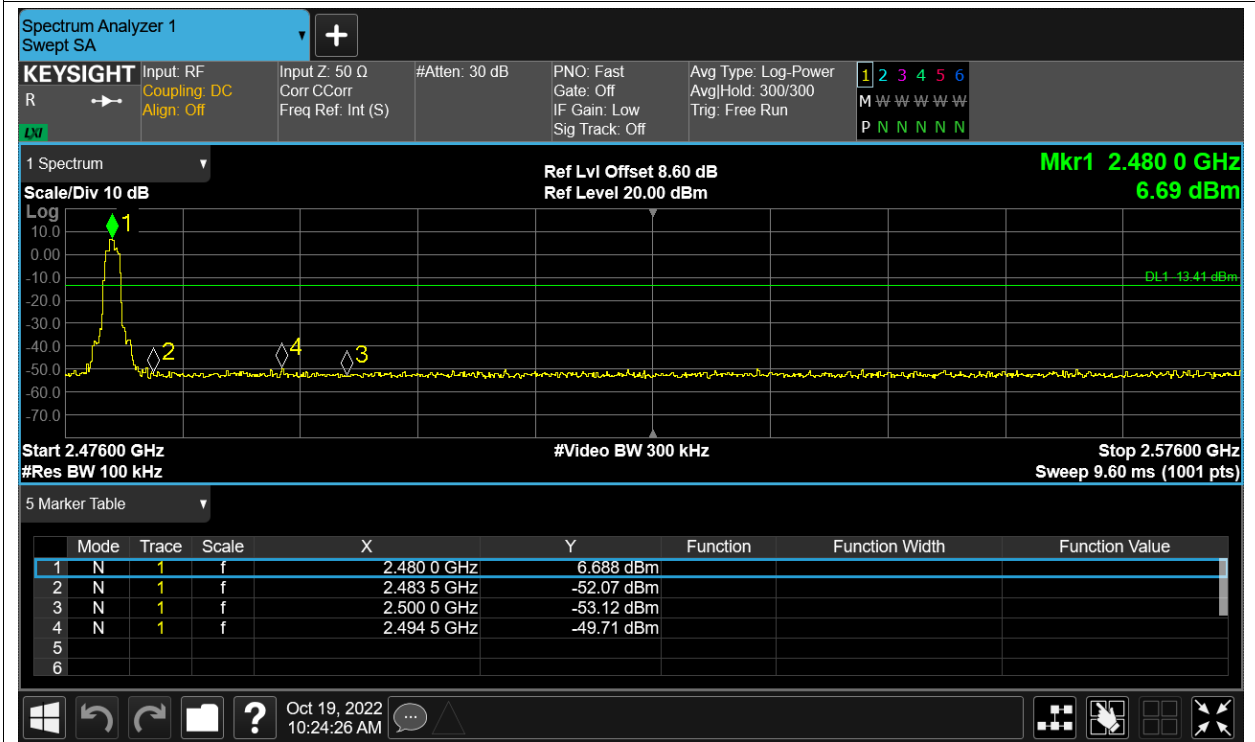 Spectrum Analyzer 1
Swept SA
+
KEYSIGHT Input: RF Input Z: 50 Ω #Atten: 30 dB PNO: Fast Avg Type: Log-Power 1 2 3 4 5 6
R Coupling: DC Corr CCorr Gate: Off Avg|Hold: 300/300 M W W W W W
Align: Off Freq Ref: Int (S) IF Gain: Low Trig: Free Run
LXI Sig Track: Off P N N N N N
1 Spectrum Ref Lvl Offset 8.60 dB Mkr1 2.480 0 GHz
Scale/Div 10 dB Ref Level 20.00 dBm 6.69 dBm
Log
1
10.0
0.00
-10.0 DL1 -13.41 dBm
-20.0
-30.0
-40.0
2 4 3
-50.0
-60.0
-70.0
Start 2.47600 GHz #Video BW 300 kHz Stop 2.57600 GHz
#Res BW 100 kHz Sweep 9.60 ms (1001 pts)
5 Marker Table
Mode Trace Scale X Y Function Function Width Function Value
1 N 1 f 2.480 0 GHz 6.688 dBm
2 N 1 f 2.483 5 GHz -52.07 dBm
3 N 1 f 2.500 0 GHz -53.12 dBm
4 N 1 f 2.494 5 GHz -49.71 dBm
5
6
? Oct 19, 2022
10:24:26 AM